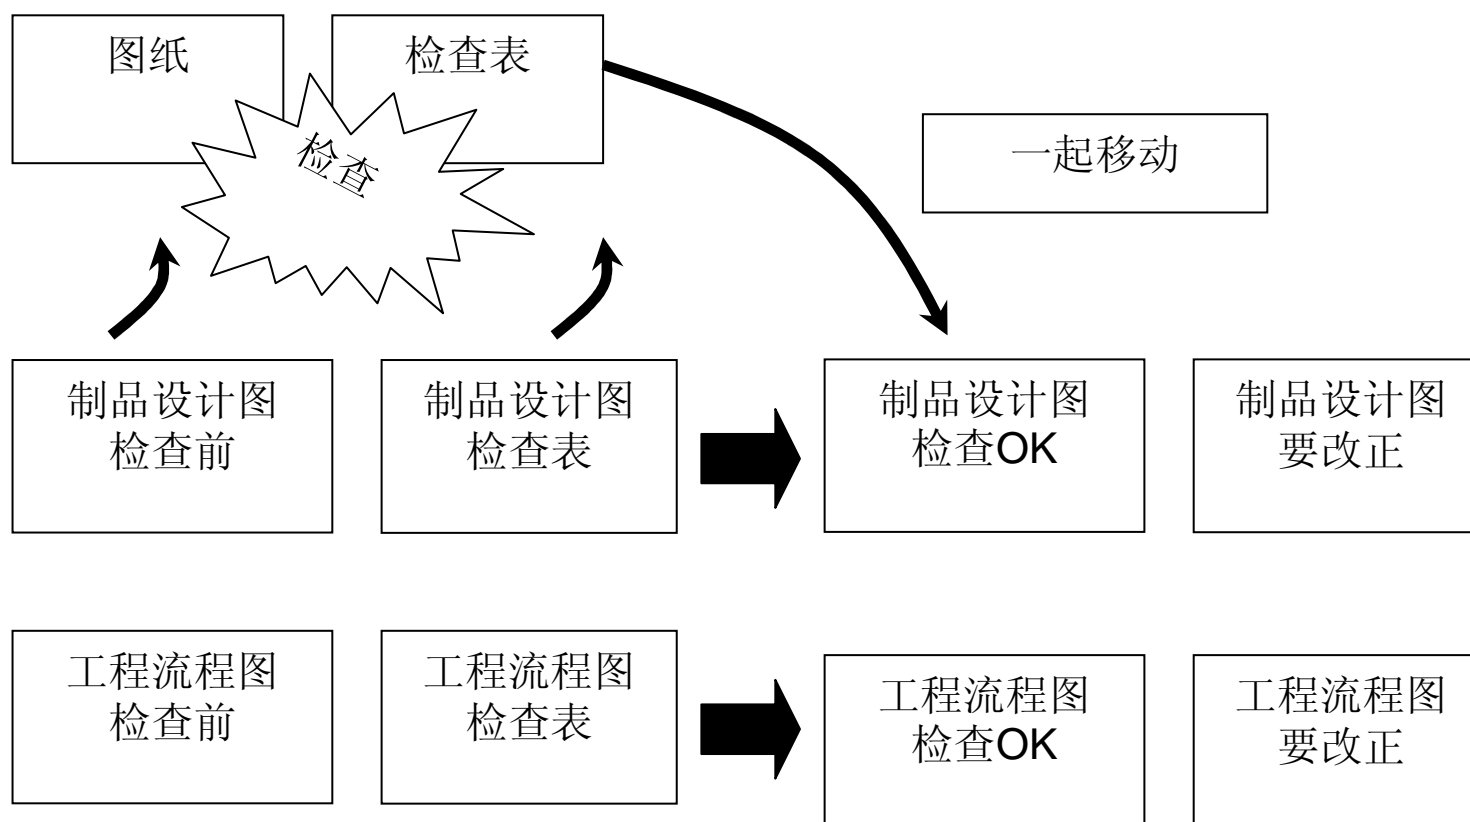 图纸
检查表
检查
一起移动
制品设计图
检查前
制品设计图
检查表
制品设计图
检查OK
制品设计图
要改正
工程流程图
检查前
工程流程图
检查表
工程流程图
检查OK
工程流程图
要改正